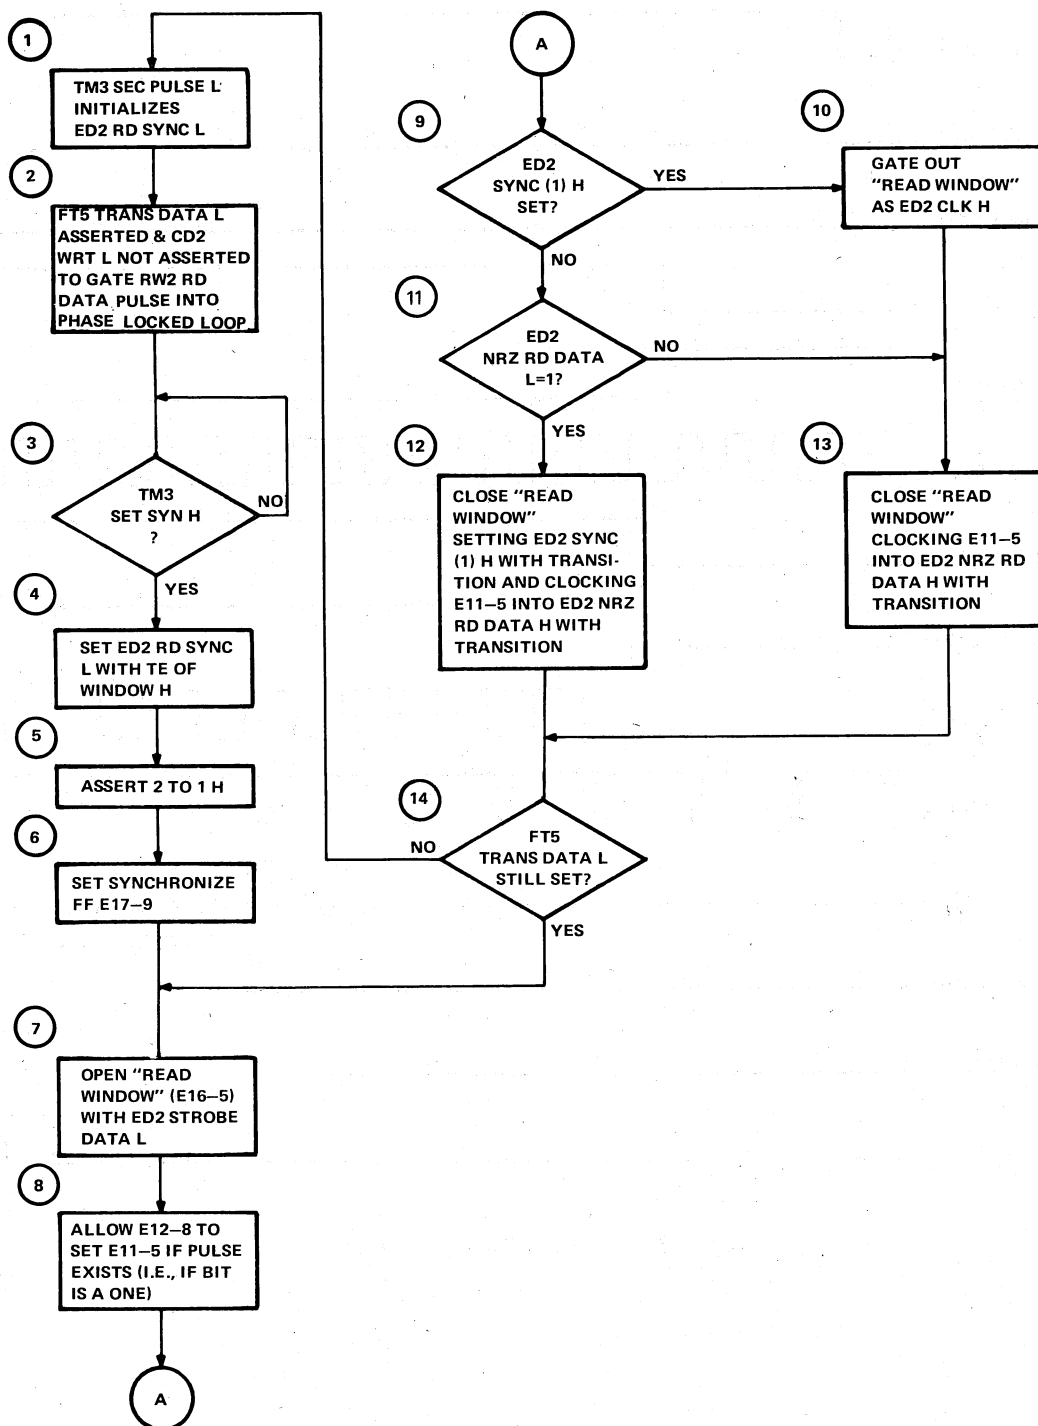 1
TM3 SEC PULSE L
INITIALIZES
ED2 RD SYNC L
2
FT5 TRANS DATA L
ASSERTED & CD2
WRT L NOT ASSERTED
TO GATE RW2 RD
DATA PULSE INTO
PHASE LOCKED LOOP
3
TM3
SET SYN H
?
NO
YES
4
SET ED2 RD SYNC
L WITH TE OF
WINDOW H
5
ASSERT 2 TO 1 H
6
SET SYNCHRONIZE
FF E17–9
7
OPEN "READ
WINDOW" (E16–5)
WITH ED2 STROBE
DATA L
8
ALLOW E12–8 TO
SET E11–5 IF PULSE
EXISTS (I.E., IF BIT
IS A ONE)
A
A
9
ED2
SYNC (1) H
SET?
YES
NO
10
GATE OUT
"READ WINDOW"
AS ED2 CLK H
11
ED2
NRZ RD DATA
L=1?
NO
YES
12
CLOSE "READ
WINDOW"
SETTING ED2 SYNC
(1) H WITH TRANSI-
TION AND CLOCKING
E11–5 INTO ED2 NRZ
RD DATA H WITH
TRANSITION
13
CLOSE "READ
WINDOW"
CLOCKING E11–5
INTO ED2 NRZ RD
DATA H WITH
TRANSITION
14
FT5
TRANS DATA L
STILL SET?
NO
YES